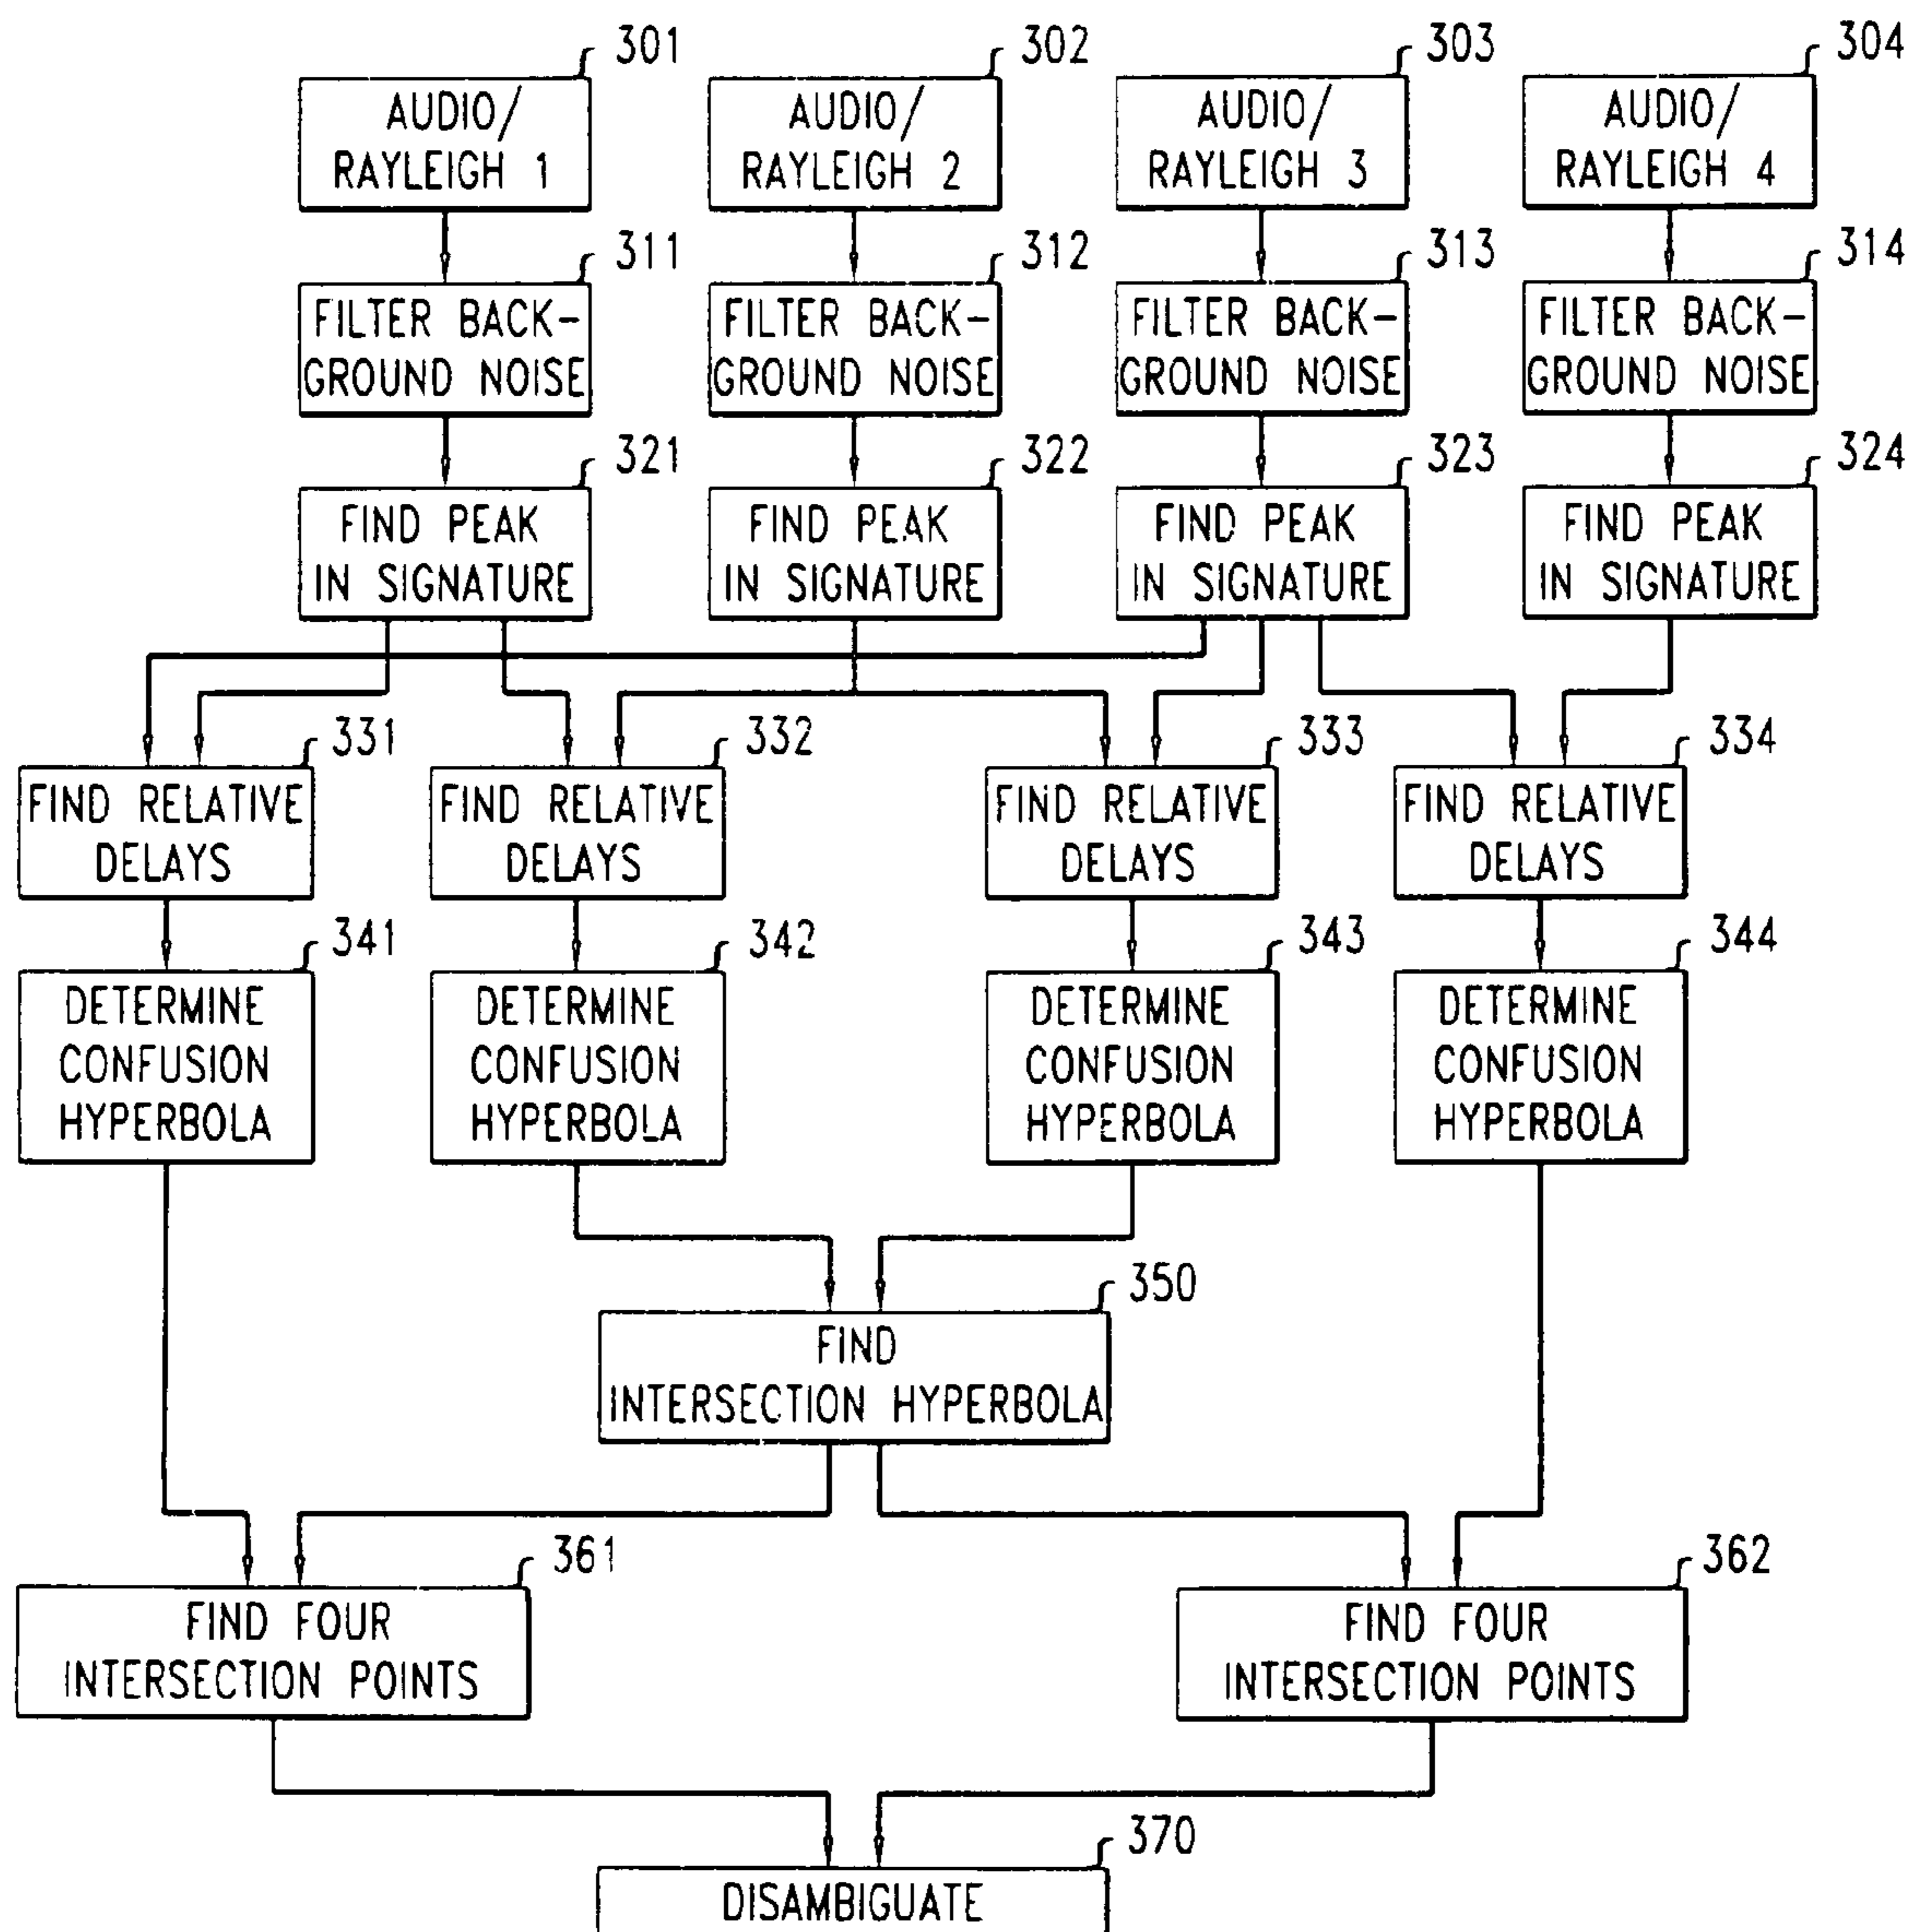 301 302 303 304
AUDIO/ AUDIO/ AUDIO/ AUDIO/
RAYLEIGH 1 RAYLEIGH 2 RAYLEIGH 3 RAYLEIGH 4
311 312 313 314
FILTER BACK- FILTER BACK- FILTER BACK- FILTER BACK-
GROUND NOISE GROUND NOISE GROUND NOISE GROUND NOISE
321 322 323 324
FIND PEAK FIND PEAK FIND PEAK FIND PEAK
IN SIGNATURE IN SIGNATURE IN SIGNATURE IN SIGNATURE
331 332 333 334
FIND RELATIVE FIND RELATIVE FIND RELATIVE FIND RELATIVE
DELAYS DELAYS DELAYS DELAYS
341 342 343 344
DETERMINE DETERMINE DETERMINE DETERMINE
CONFUSION CONFUSION CONFUSION CONFUSION
HYPERBOLA HYPERBOLA HYPERBOLA HYPERBOLA
350
FIND
INTERSECTION HYPERBOLA
361 362
FIND FOUR FIND FOUR
INTERSECTION POINTS INTERSECTION POINTS
370
DISAMBIGUATE